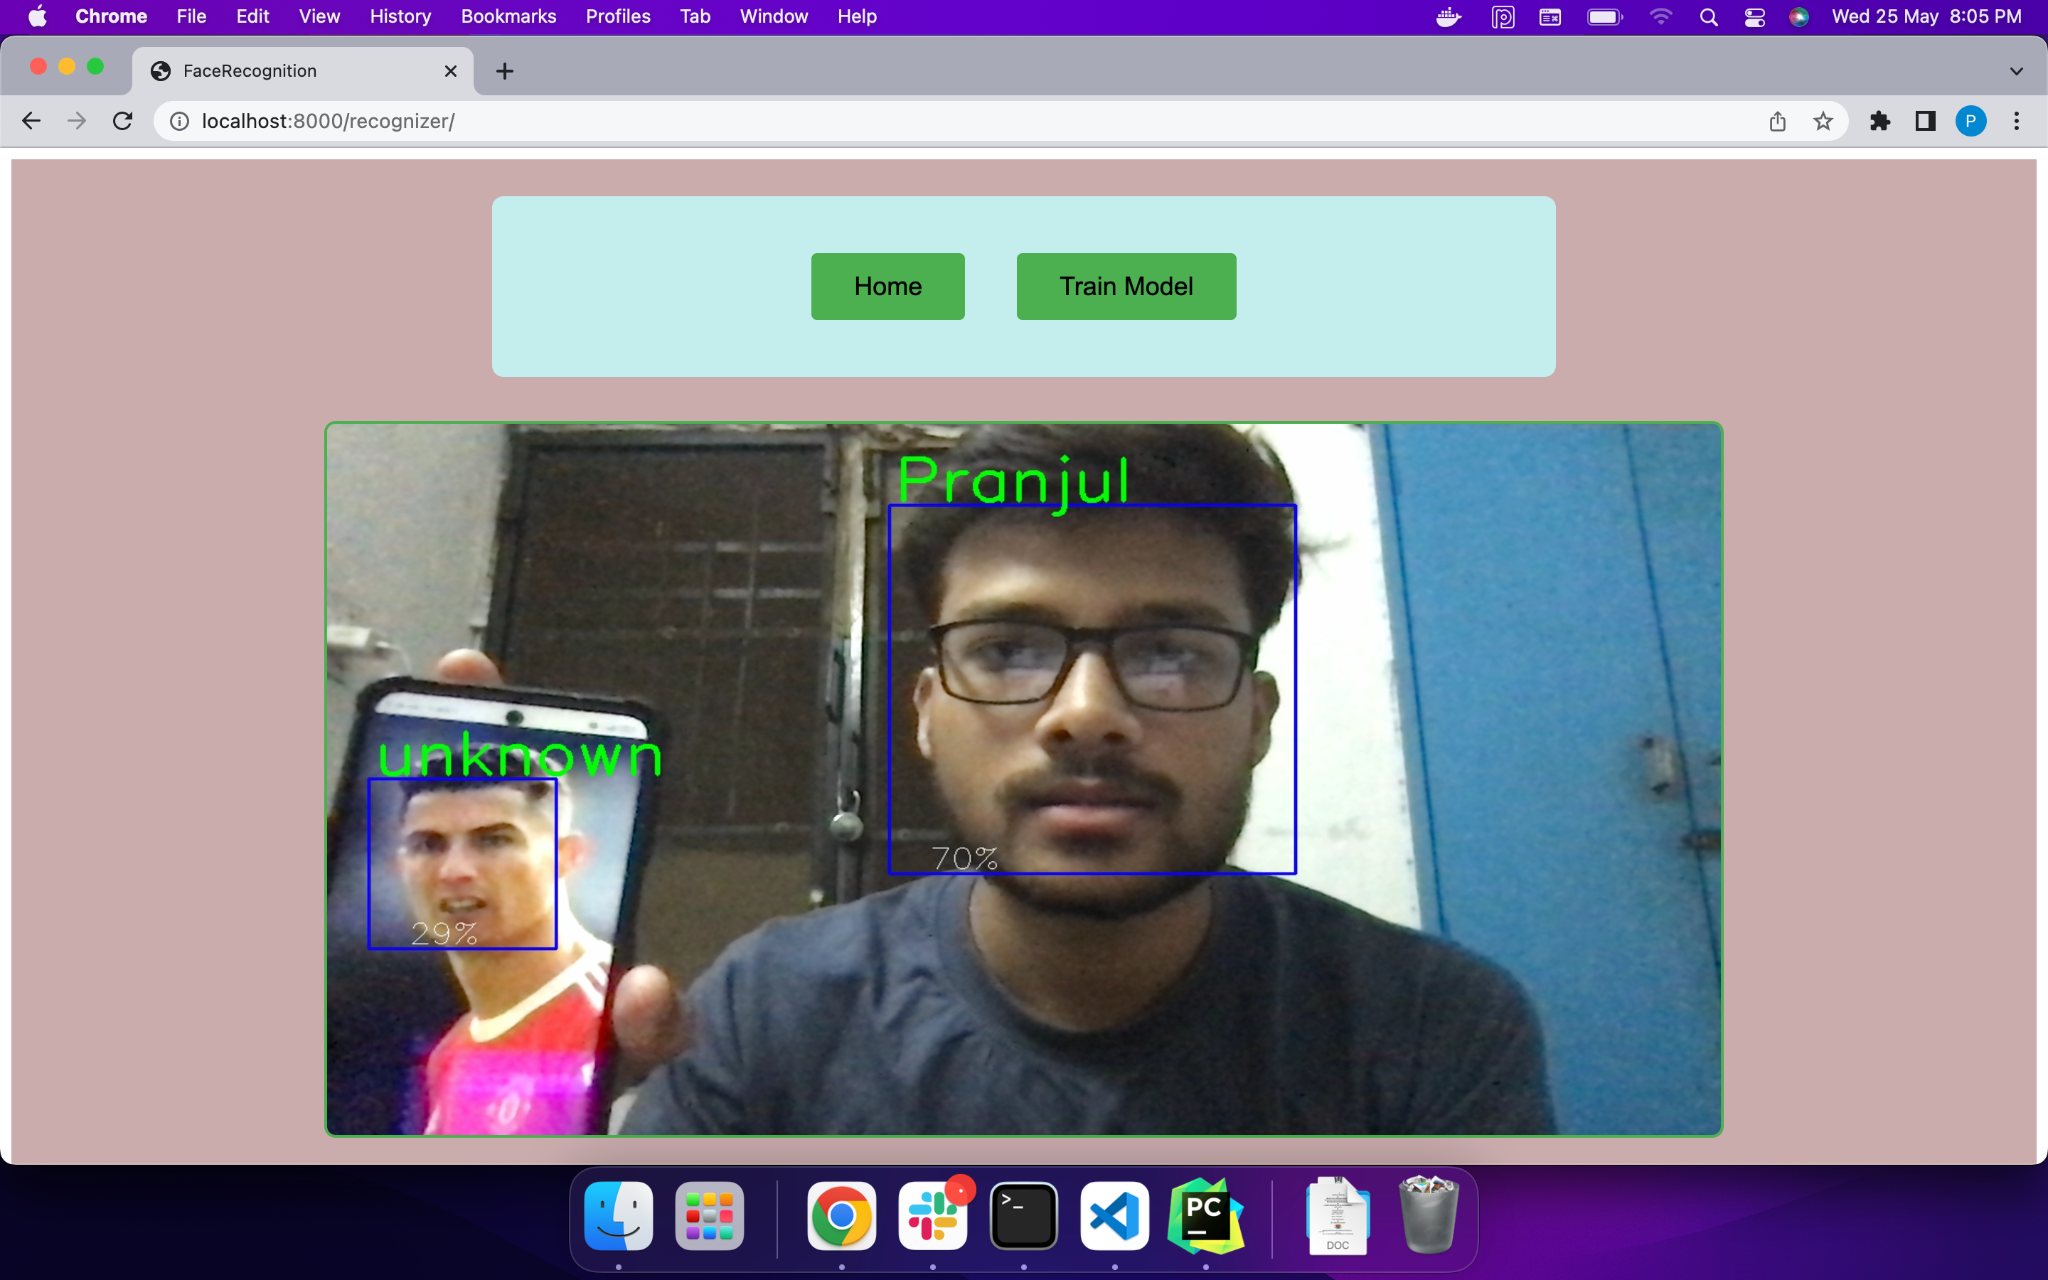 Chrome File Edit View History Bookmarks Profiles Tab Window Help Wed 25 May 8:05 PM
FaceRecognition
localhost:8000/recognizer/
P
Home Train Model
Pranjul
unknown
70%
29%
>_
PC
DOC